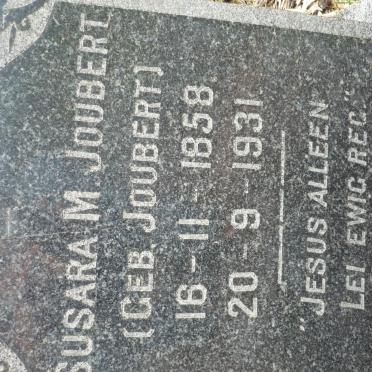 SUSARA M JOUBERT
(GEB. JOUBERT)
16-11-1858
20-9-1931
"JESUS ALLEEN
LEI EWIG REG."